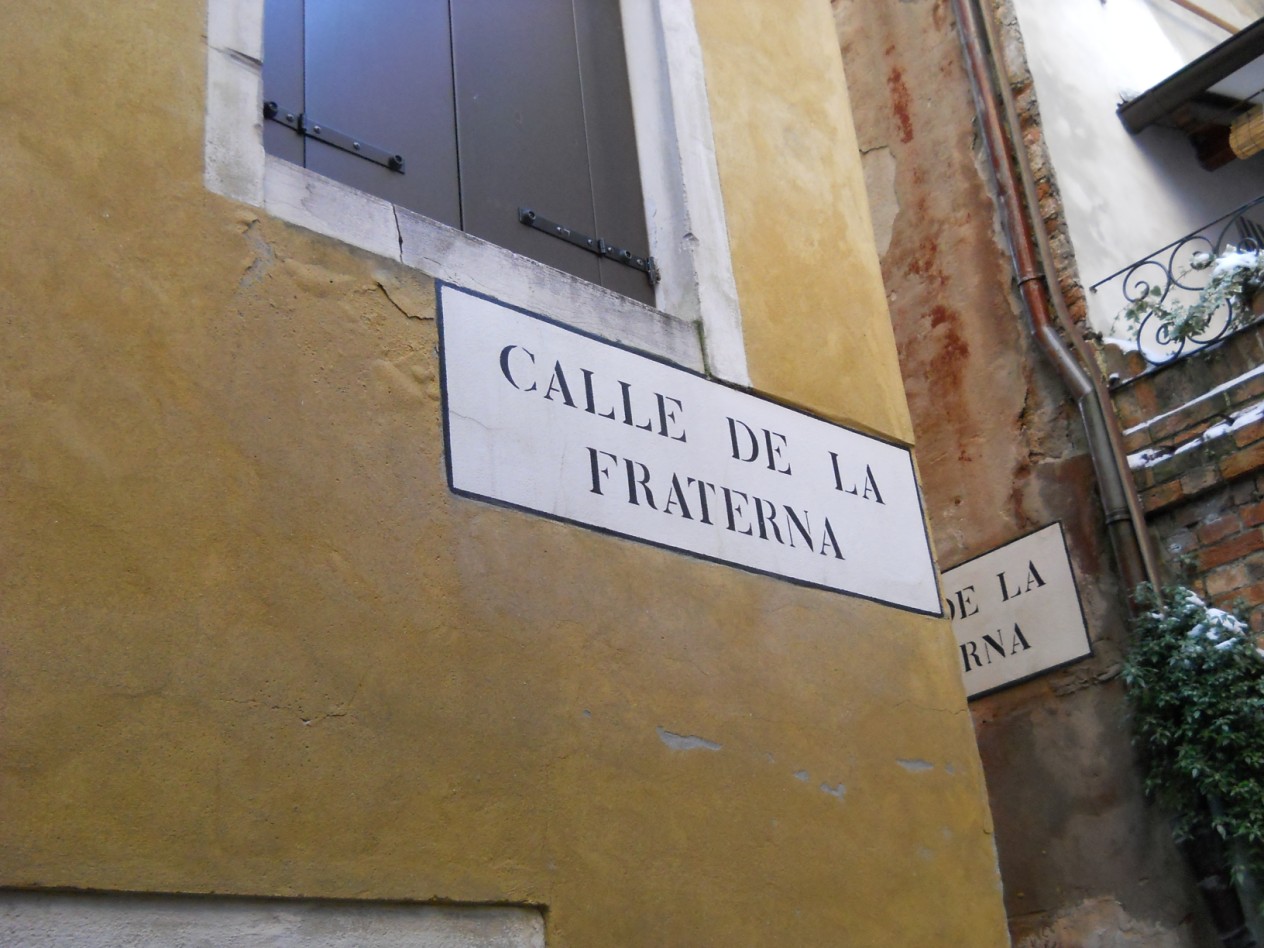 CALLE DE LA
FRATERNA
DE LA
RNA